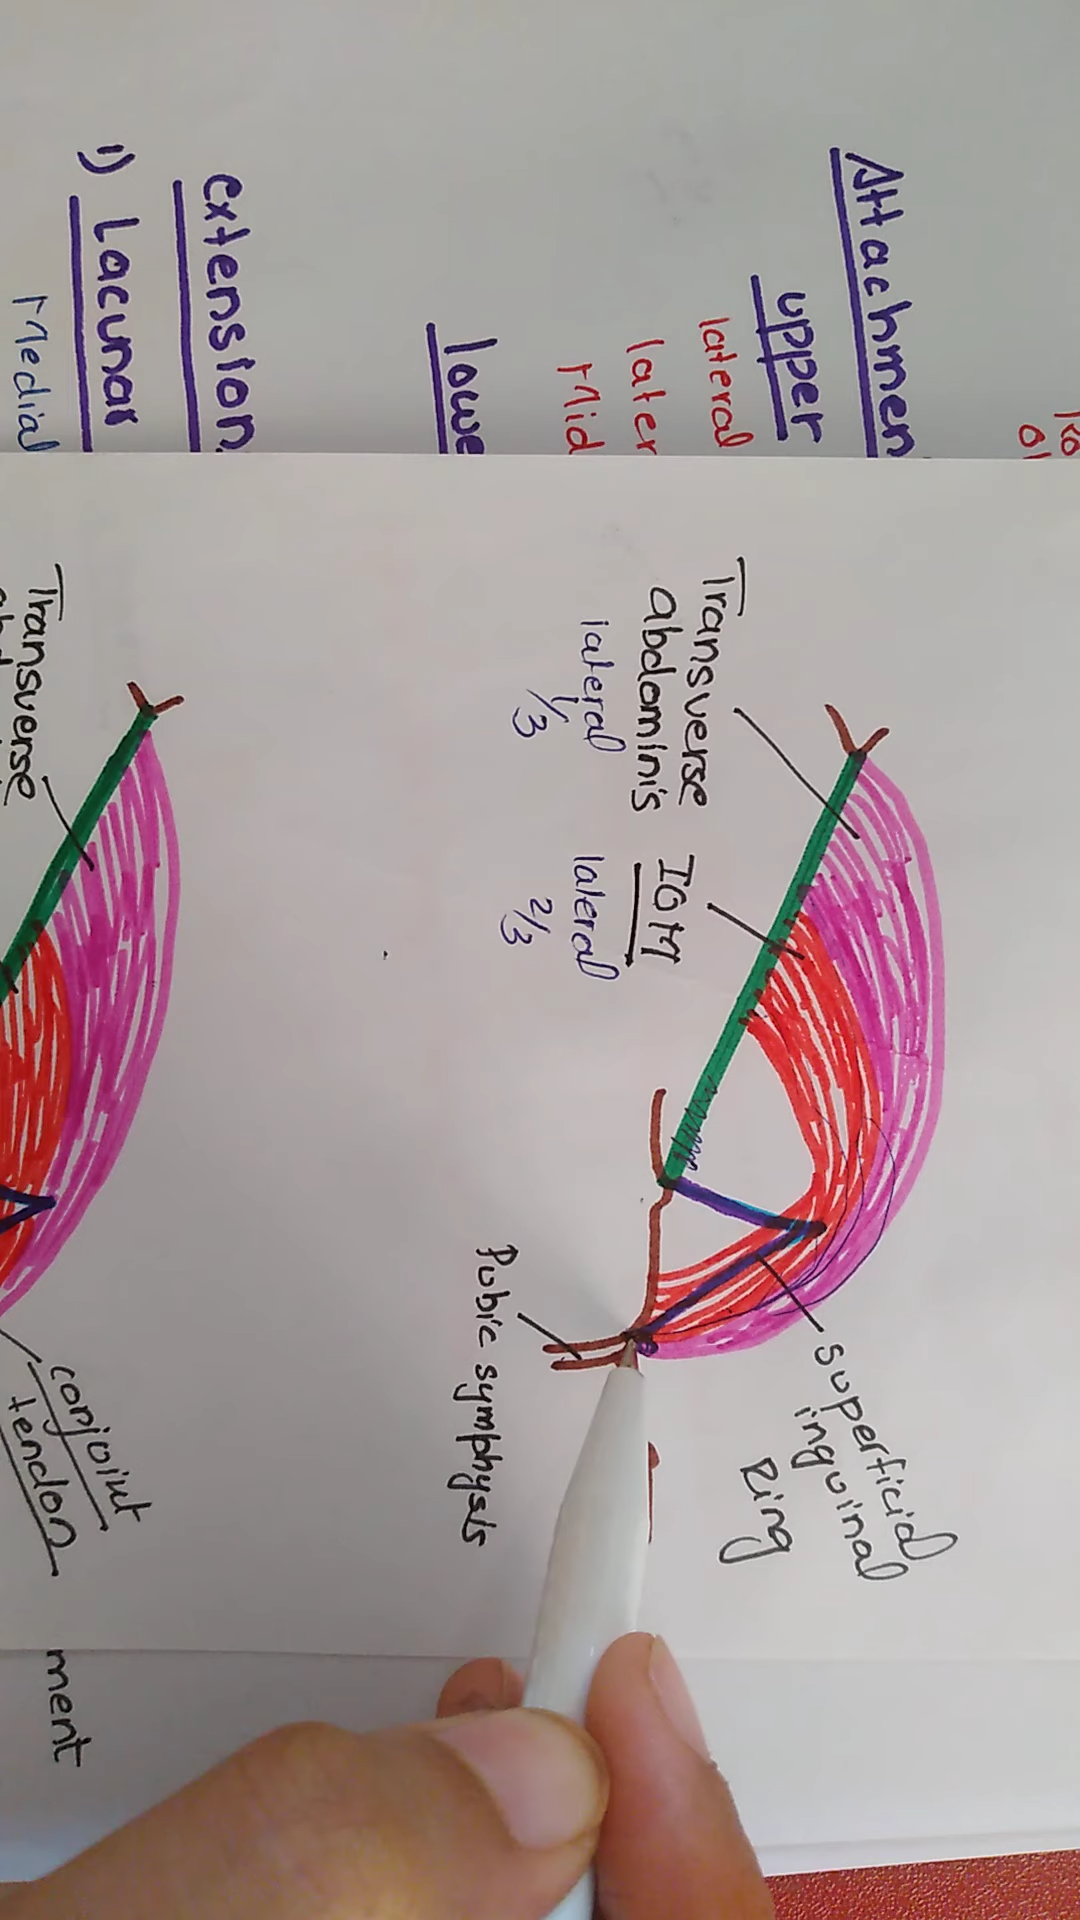 Attachmen
upper
lateral
later
Mid
lowe
extension
1) Lacunar
Medial
Transverse
abdominis
lateral
1/3
IOM
lateral
2/3
superficial
inguinal
Ring
Pubic symphysis
Transverse
conjoint
tendon
ment